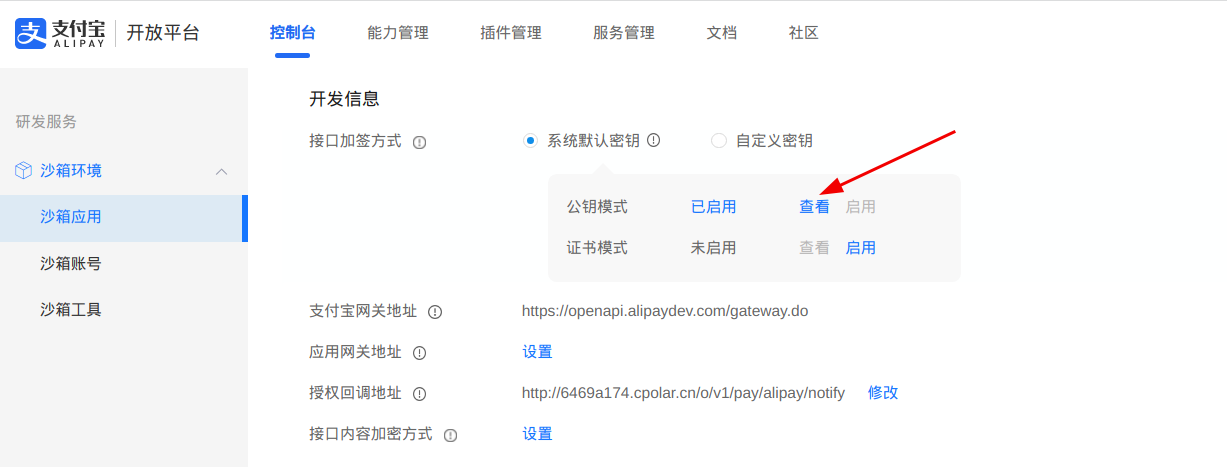 支付宝 ALIPAY 开放平台 控制台 能力管理 插件管理 服务管理 文档 社区
研发服务
沙箱环境
沙箱应用
沙箱账号
沙箱工具
开发信息
接口加签方式 系统默认密钥 自定义密钥
公钥模式 已启用 查看 启用
证书模式 未启用 查看 启用
支付宝网关地址 https://openapi.alipaydev.com/gateway.do
应用网关地址 设置
授权回调地址 http://6469a174.cpolar.cn/o/v1/pay/alipay/notify 修改
接口内容加密方式 设置